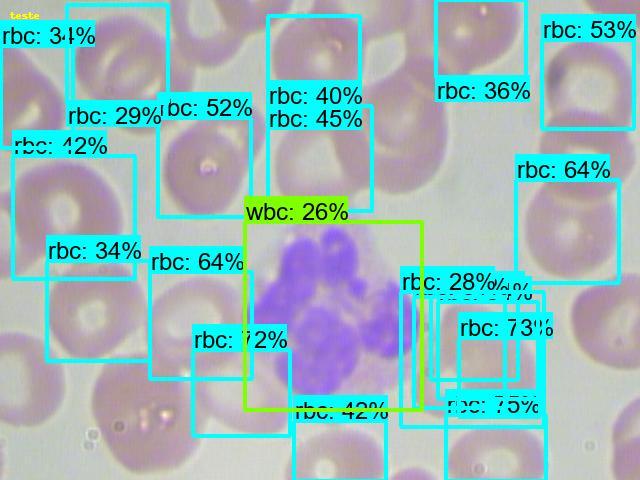 teste
rbc: 34%
rbc: 53%
rbc: 36%
rbc: 40%
rbc: 29%
rbc: 52%
rbc: 45%
rbc: 42%
rbc: 64%
wbc: 26%
rbc: 34%
rbc: 64%
rbc: 28%
rbc: 73%
rbc: 72%
rbc: 75%
rbc: 42%